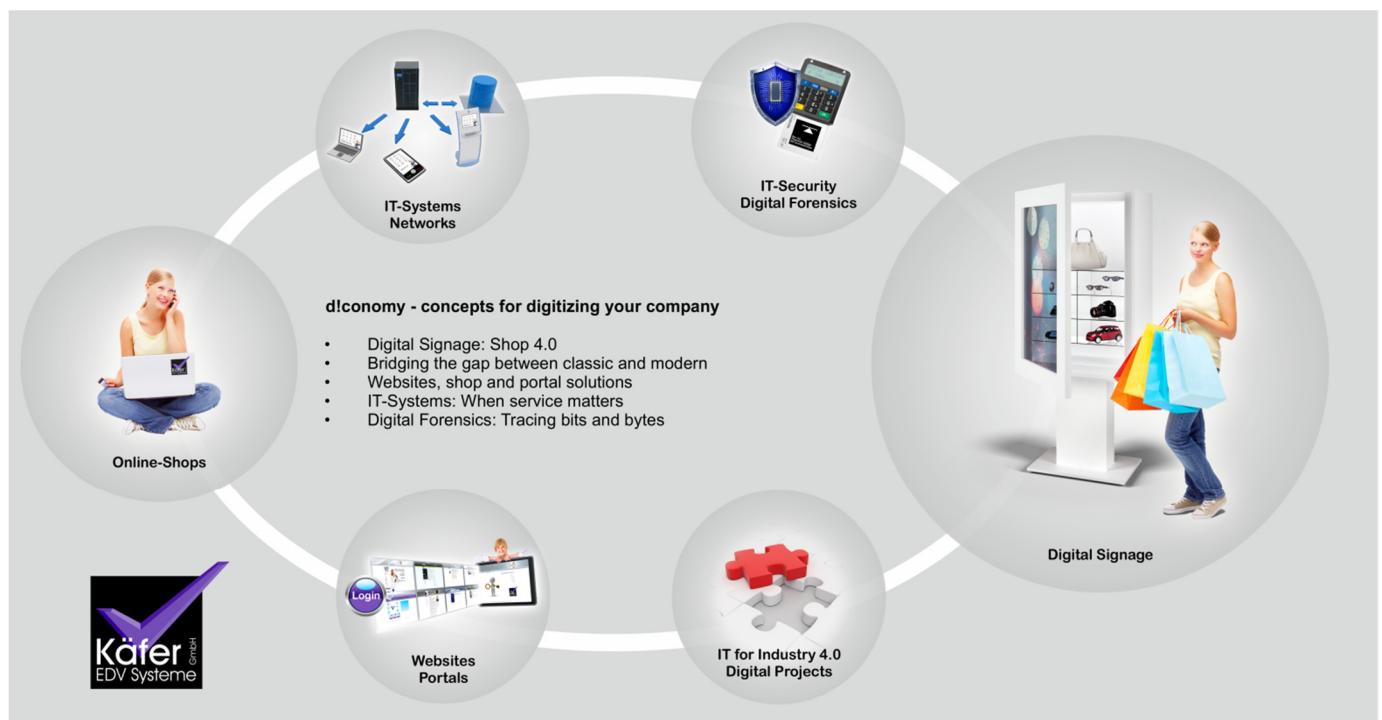 IT-Systems
Networks
IT-Security
Digital Forensics
d!conomy - concepts for digitizing your company
• Digital Signage: Shop 4.0
• Bridging the gap between classic and modern
• Websites, shop and portal solutions
• IT-Systems: When service matters
• Digital Forensics: Tracing bits and bytes
Online-Shops
Digital Signage
Login
Websites
Portals
IT for Industry 4.0
Digital Projects
Käfer GmbH
EDV Systeme